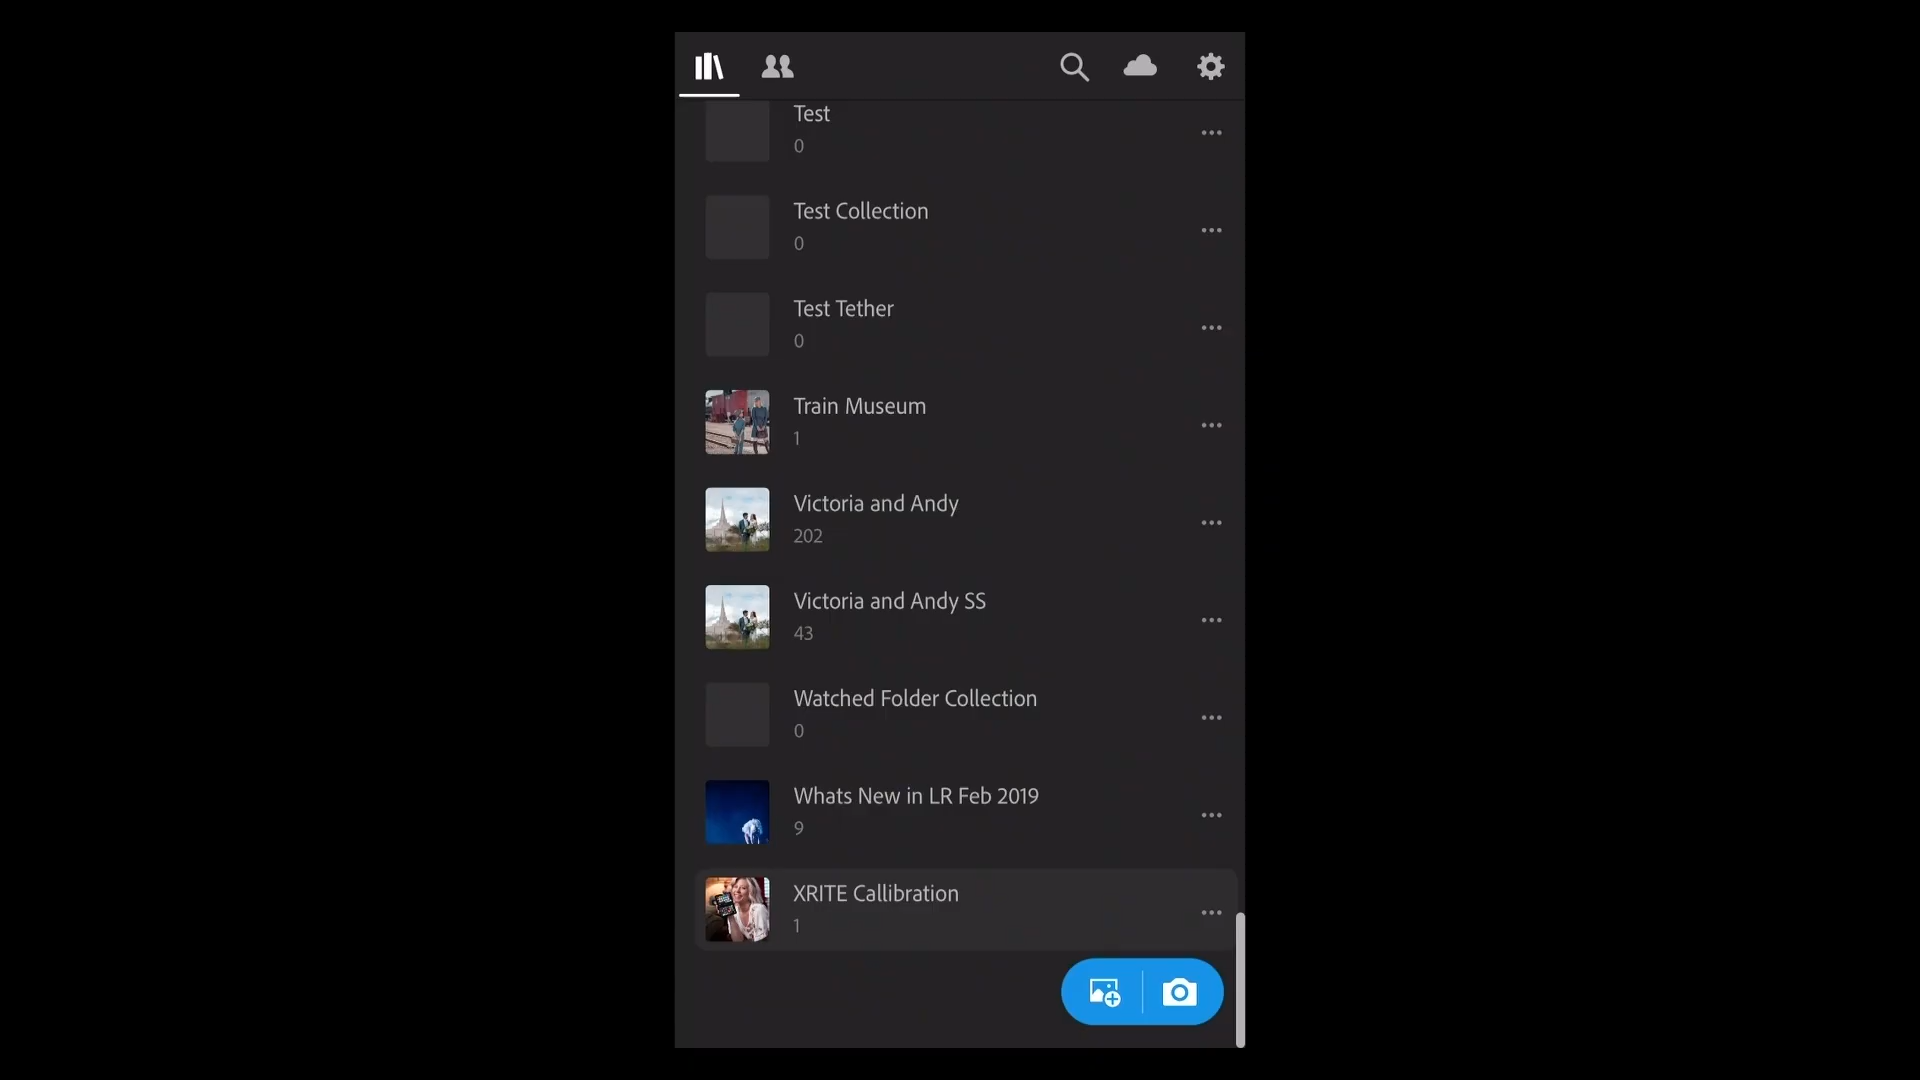 Test
0
Test Collection
0
Test Tether
0
Train Museum
1
Victoria and Andy
202
Victoria and Andy SS
43
Watched Folder Collection
0
Whats New in LR Feb 2019
9
XRITE Callibration
1